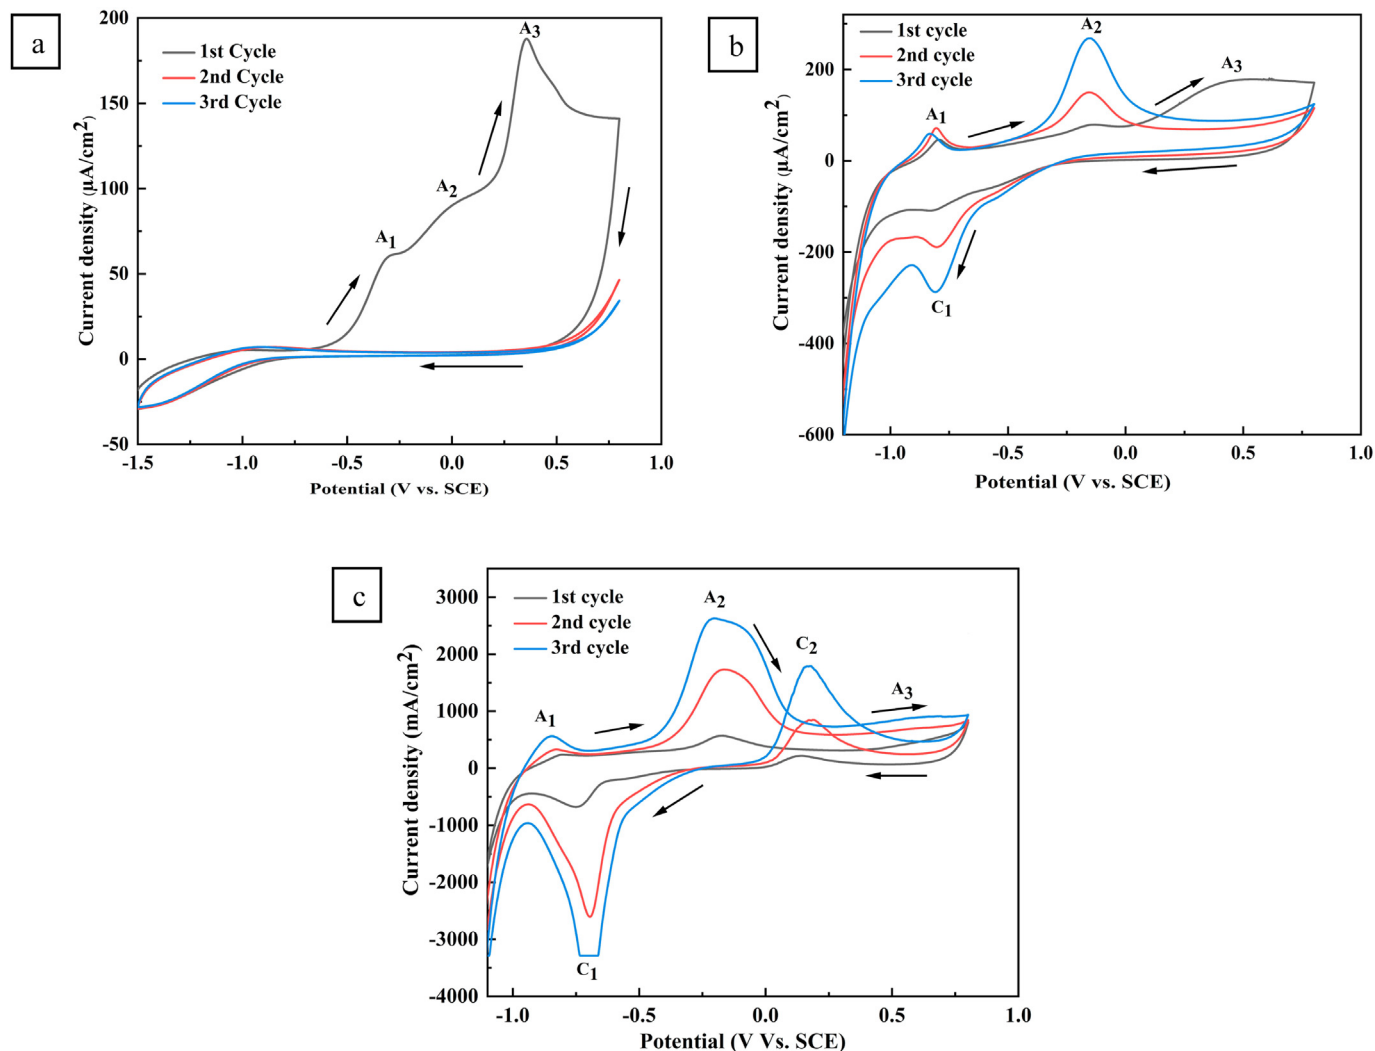 a
200
150
100
50
0
-50
Current density (µA/cm²)
1st Cycle
2nd Cycle
3rd Cycle
A₁
A₂
A₃
-1.5
-1.0
-0.5
0.0
0.5
1.0
Potential (V vs. SCE)
b
200
0
-200
-400
-600
Current density (µA/cm²)
1st cycle
2nd cycle
3rd cycle
A₁
A₂
A₃
C₁
-1.0
-0.5
0.0
0.5
1.0
Potential (V vs. SCE)
c
3000
2000
1000
0
-1000
-2000
-3000
-4000
Current density (mA/cm²)
1st cycle
2nd cycle
3rd cycle
A₁
A₂
C₂
A₃
C₁
-1.0
-0.5
0.0
0.5
1.0
Potential (V Vs. SCE)